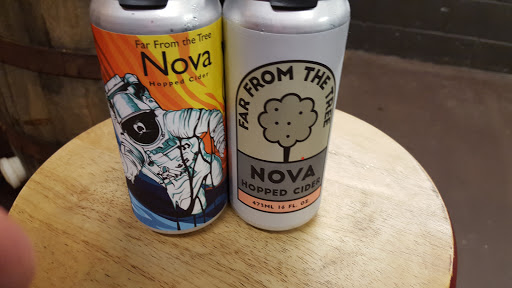 Far From the Tree
Nova
Hopped Cider
FAR FROM THE TREE
NOVA
HOPPED CIDER
473ML 16 FL. OZ.